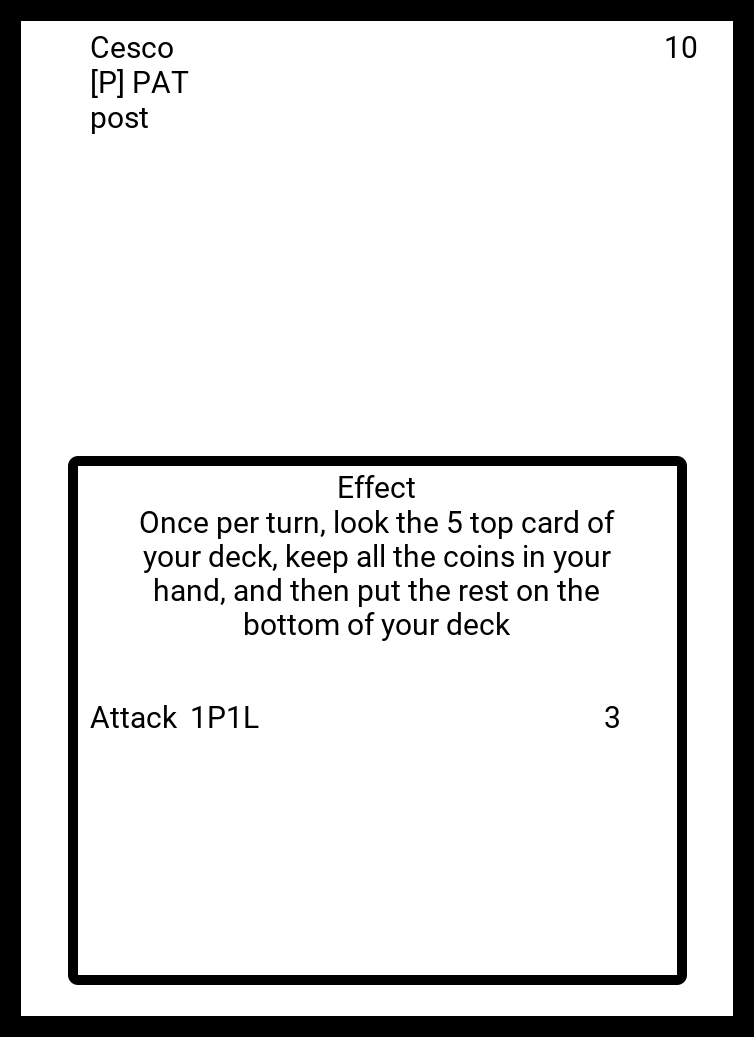 Cesco 10
[P] PAT
post
Effect
Once per turn, look the 5 top card of
your deck, keep all the coins in your
hand, and then put the rest on the
bottom of your deck
Attack 1P1L 3